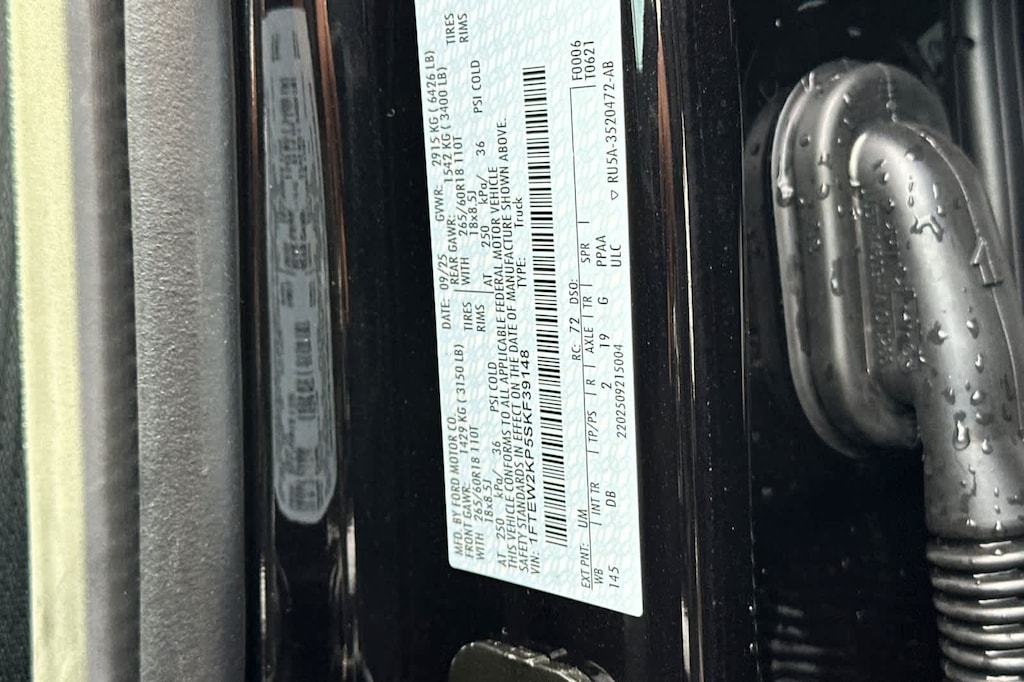 MFD. BY FORD MOTOR CO. DATE: 09/25 GVWR: 2915 KG ( 6426 LB)
FRONT GAWR: 1429 KG ( 3150 LB) REAR GAWR: 1542 KG ( 3400 LB)
WITH 265/60R18 110T TIRES WITH 265/60R18 110T TIRES
18x8.5J RIMS 18x8.5J RIMS
AT 250 kPa/ 36 PSI COLD AT 250 kPa/ 36 PSI COLD
THIS VEHICLE CONFORMS TO ALL APPLICABLE FEDERAL MOTOR VEHICLE
SAFETY STANDARDS IN EFFECT ON THE DATE OF MANUFACTURE SHOWN ABOVE.
VIN: 1FTEW2KP5SKF39148 TYPE: Truck
F0006
T0621
EXT PNT: UM RC: 72 DSO:
WB INT TR TP/PS R AXLE TR SPR
145 DB 2 19 G PPAA
2202509215004 ULC ▽ RU5A-3520472-AB